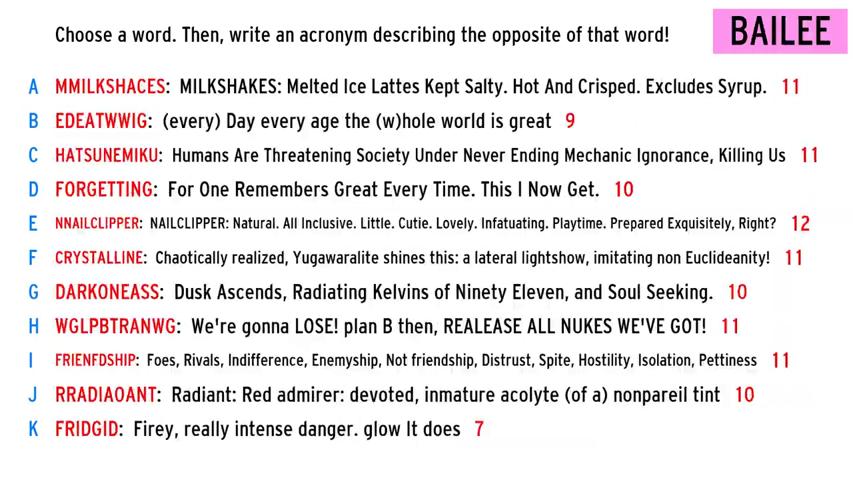 Choose a word. Then, write an acronym describing the opposite of that word!
BAILEE
A MMILKSHACES: MILKSHAKES: Melted Ice Lattes Kept Salty. Hot And Crisped. Excludes Syrup. 11
B EDEATWWIG: (every) Day every age the (w)hole world is great 9
C HATSUNEMIKU: Humans Are Threatening Society Under Never Ending Mechanic Ignorance, Killing Us 11
D FORGETTING: For One Remembers Great Every Time. This I Now Get. 10
E NNAILCLIPPER: NAILCLIPPER: Natural. All Inclusive. Little. Cutie. Lovely. Infatuating. Playtime. Prepared Exquisitely, Right? 12
F CRYSTALLINE: Chaotically realized, Yugawaralite shines this: a lateral lightshow, imitating non Euclideanity! 11
G DARKONEASS: Dusk Ascends, Radiating Kelvins of Ninety Eleven, and Soul Seeking. 10
H WGLPBTRANWG: We're gonna LOSE! plan B then, REALEASE ALL NUKES WE'VE GOT! 11
I FRIENFDSHIP: Foes, Rivals, Indifference, Enemyship, Not friendship, Distrust, Spite, Hostility, Isolation, Pettiness 11
J RRADIAOANT: Radiant: Red admirer: devoted, inmature acolyte (of a) nonpareil tint 10
K FRIDGID: Firey, really intense danger. glow It does 7